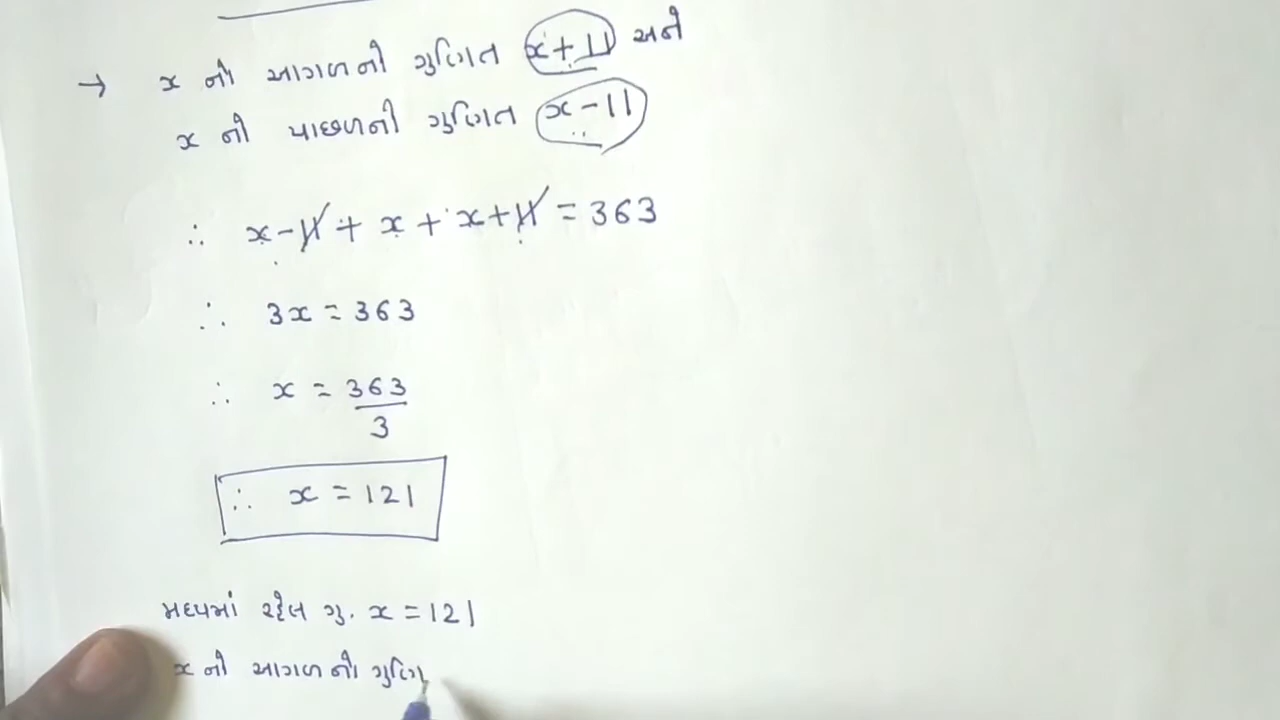 → x નો આગળનો ગુણિત x + 11 અને
x નો પાછળનો ગુણિત x - 11
∴ x - 11 + x + x + 11 = 363
∴ 3x = 363
∴ x = 363/3
∴ x = 121
મધ્યમાં રહેલ ગુ. x = 121
x નો આગળનો ગુણિ